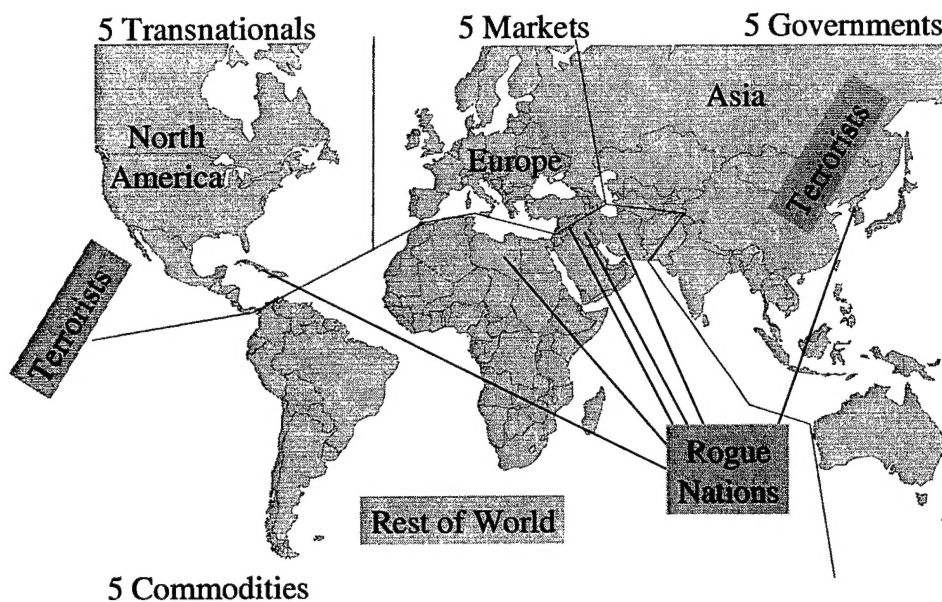 5 Transnationals
5 Markets
5 Governments
North
America
Europe
Asia
Terrorists
Terrorists
Rogue
Nations
Rest of World
5 Commodities